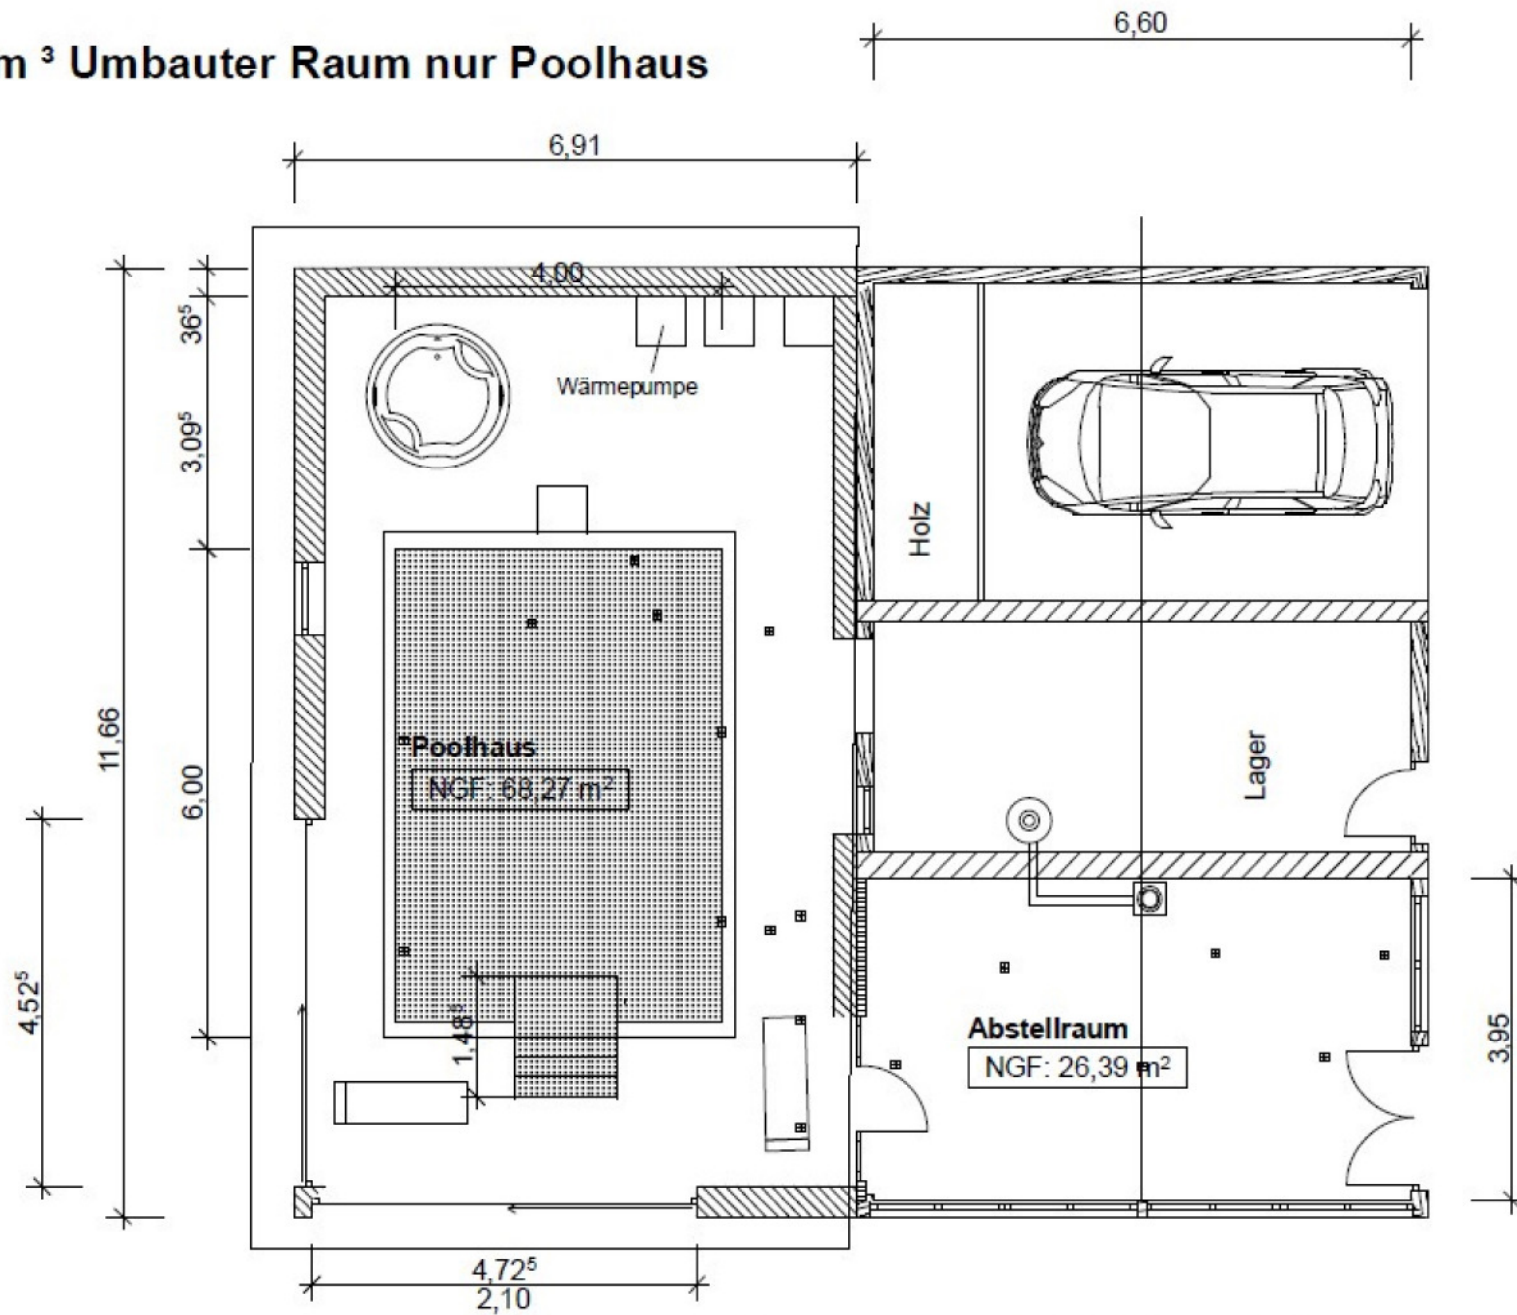 6,60
m ³ Umbauter Raum nur Poolhaus
6,91
4,00
36⁵
Wärmepumpe
3,09⁵
Holz
11,66
Poolhaus
Lager
6,00
NGF: 68,27 m²
4,52⁵
1,48⁵
Abstellraum
3,95
NGF: 26,39 m²
4,72⁵
2,10